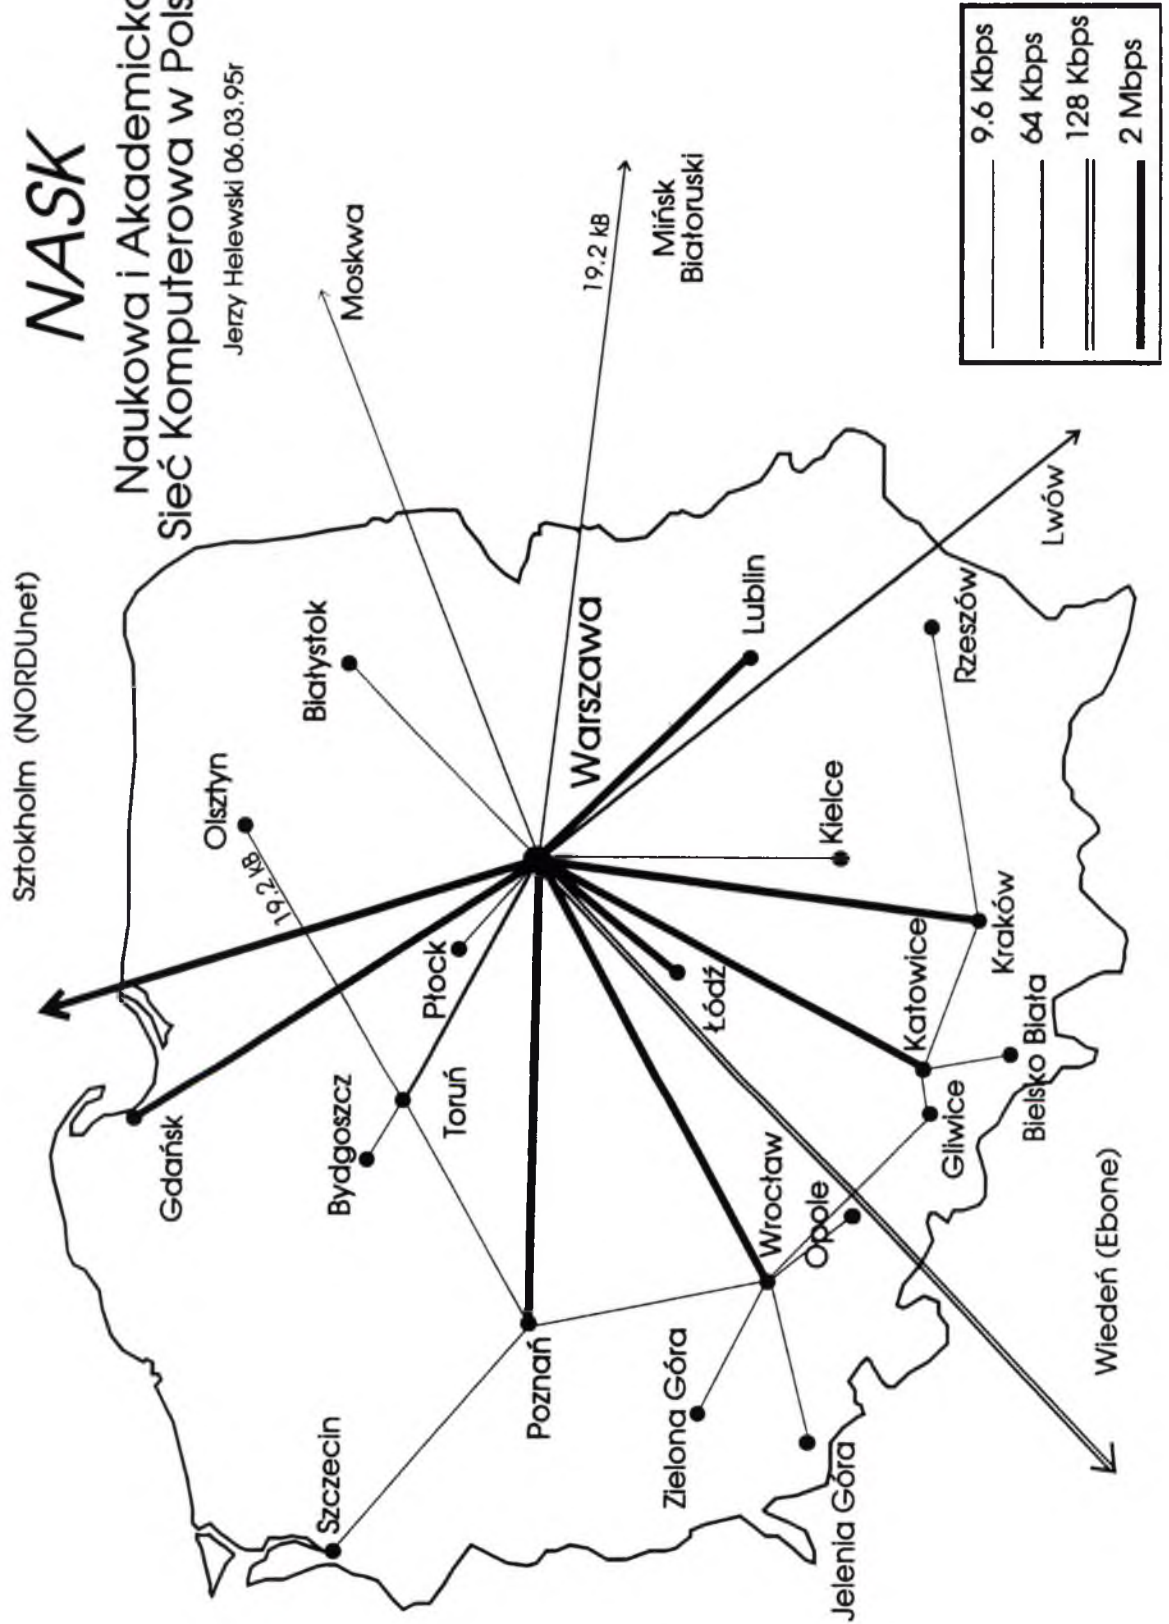 NASK
Naukowa i Akademicka
Sieć Komputerowa w Pols
Jerzy Helewski 06.03.95r
Sztokholm (NORDUnet)
Moskwa
19.2 kB
Mińsk
Białoruski
Gdańsk
Olsztyn
19.2 kB
Białystok
Szczecin
Bydgoszcz
Toruń
Płock
Warszawa
Poznań
Łódź
Lublin
Zielona Góra
Wrocław
Kielce
Jelenia Góra
Opole
Katowice
Gliwice
Kraków
Rzeszów
Bielsko Biała
Lwów
Wiedeń (Ebone)
9.6 Kbps
64 Kbps
128 Kbps
2 Mbps